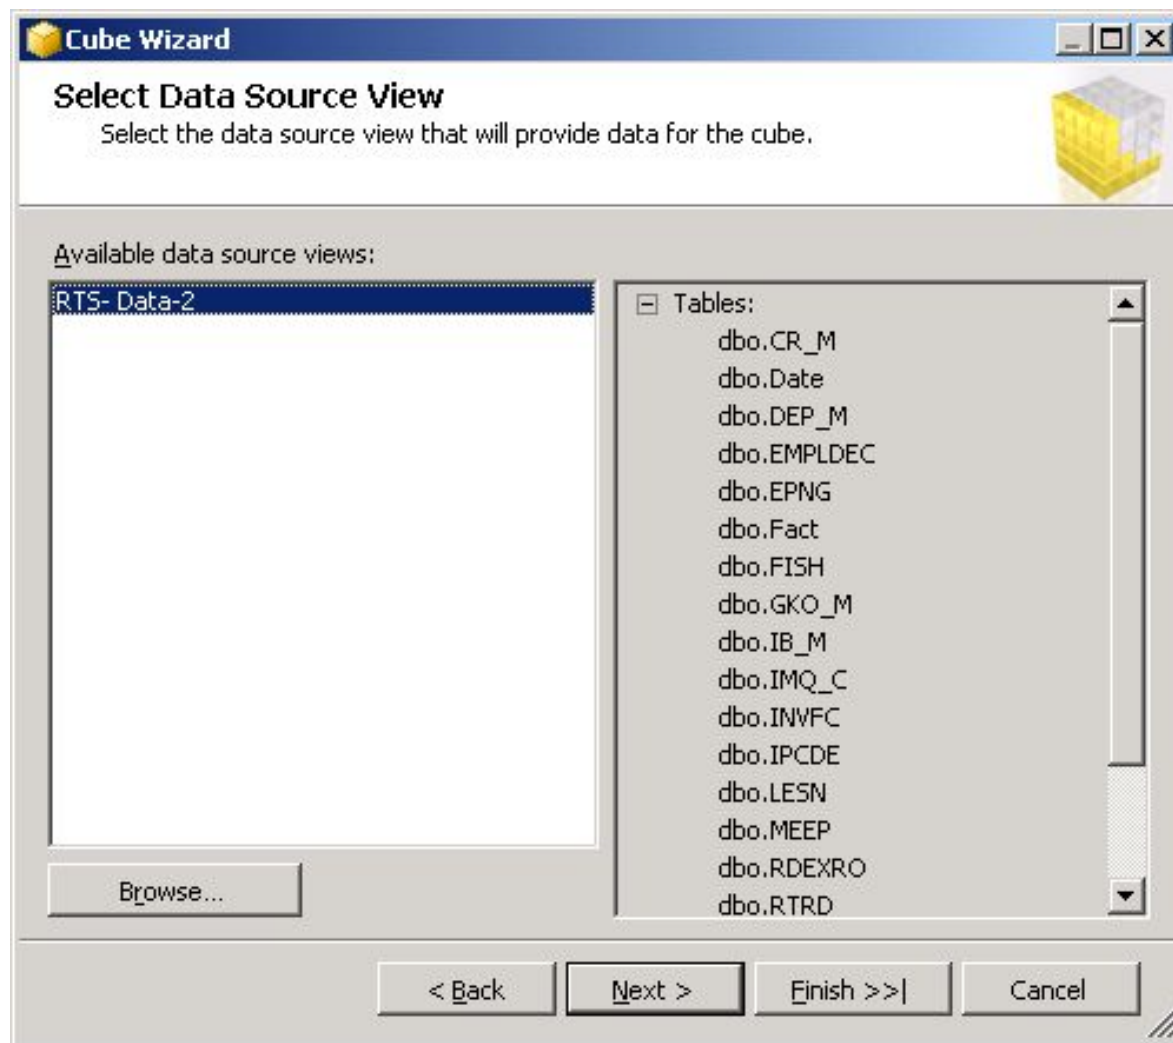 Cube Wizard
Select Data Source View
Select the data source view that will provide data for the cube.
Available data source views:
RTS- Data-2
Tables:
dbo.CR_M
dbo.Date
dbo.DEP_M
dbo.EMPLDEC
dbo.EPNG
dbo.Fact
dbo.FISH
dbo.GKO_M
dbo.IB_M
dbo.IMQ_C
dbo.INVFC
dbo.IPCDE
dbo.LESN
dbo.MEEP
dbo.RDEXRO
dbo.RTRD
Browse...
< Back
Next >
Finish >>|
Cancel